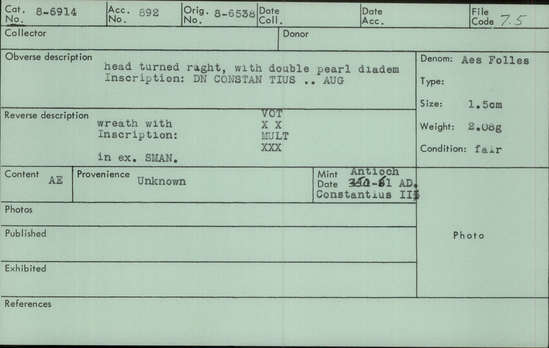 Cat. No. 8-6914 Acc. No. 892 Orig. No. 8-6538 Date Coll. Date Acc. File Code 7.5
Collector Donor
Obverse description head turned right, with double pearl diadem
Inscription: DN CONSTAN TIUS .. AUG
Denom: Aes Folles
Type:
Size: 1.5cm
Weight: 2.08g
Condition: fair
Reverse description wreath with
Inscription:
VOT
X X
MULT
XXX
in ex. SMAN.
Content AE Provenience Unknown Mint Antioch
Date AD.
Constantius II
Photos
Published
Photo
Exhibited
References